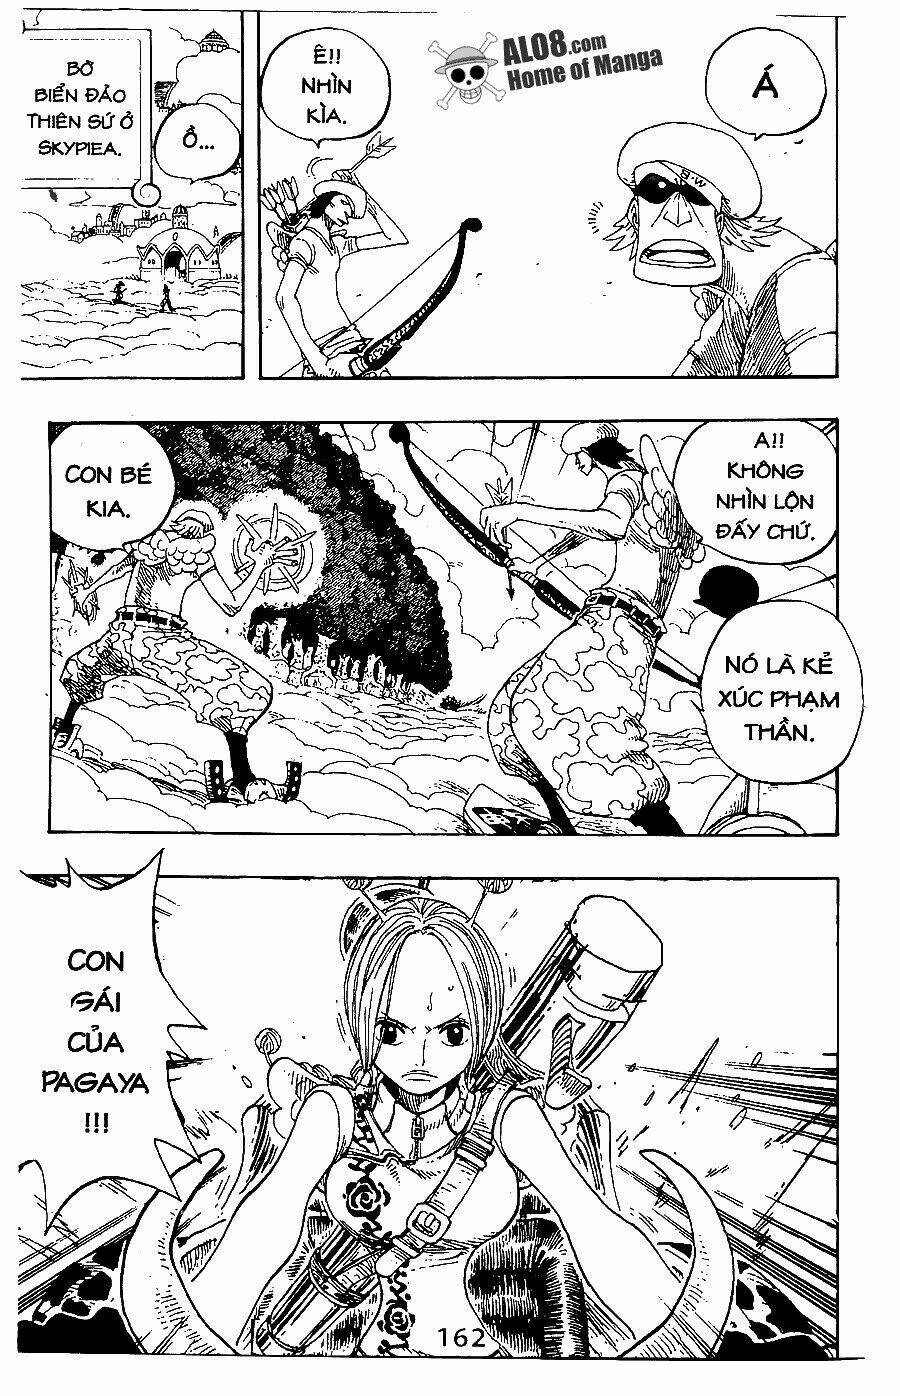 BỜ
BIỂN ĐẢO
THIÊN SỨ Ở
SKYPIEA.
Ồ...
Ê!!
NHÌN
KÌA.
AL08.com
Home of Manga
Á
CON BÉ
KIA.
A!!
KHÔNG
NHÌN LỘN
ĐẤY CHỨ.
NÓ LÀ KẺ
XÚC PHẠM
THẦN.
CON
GÁI
CỦA
PAGAYA
!!!
162